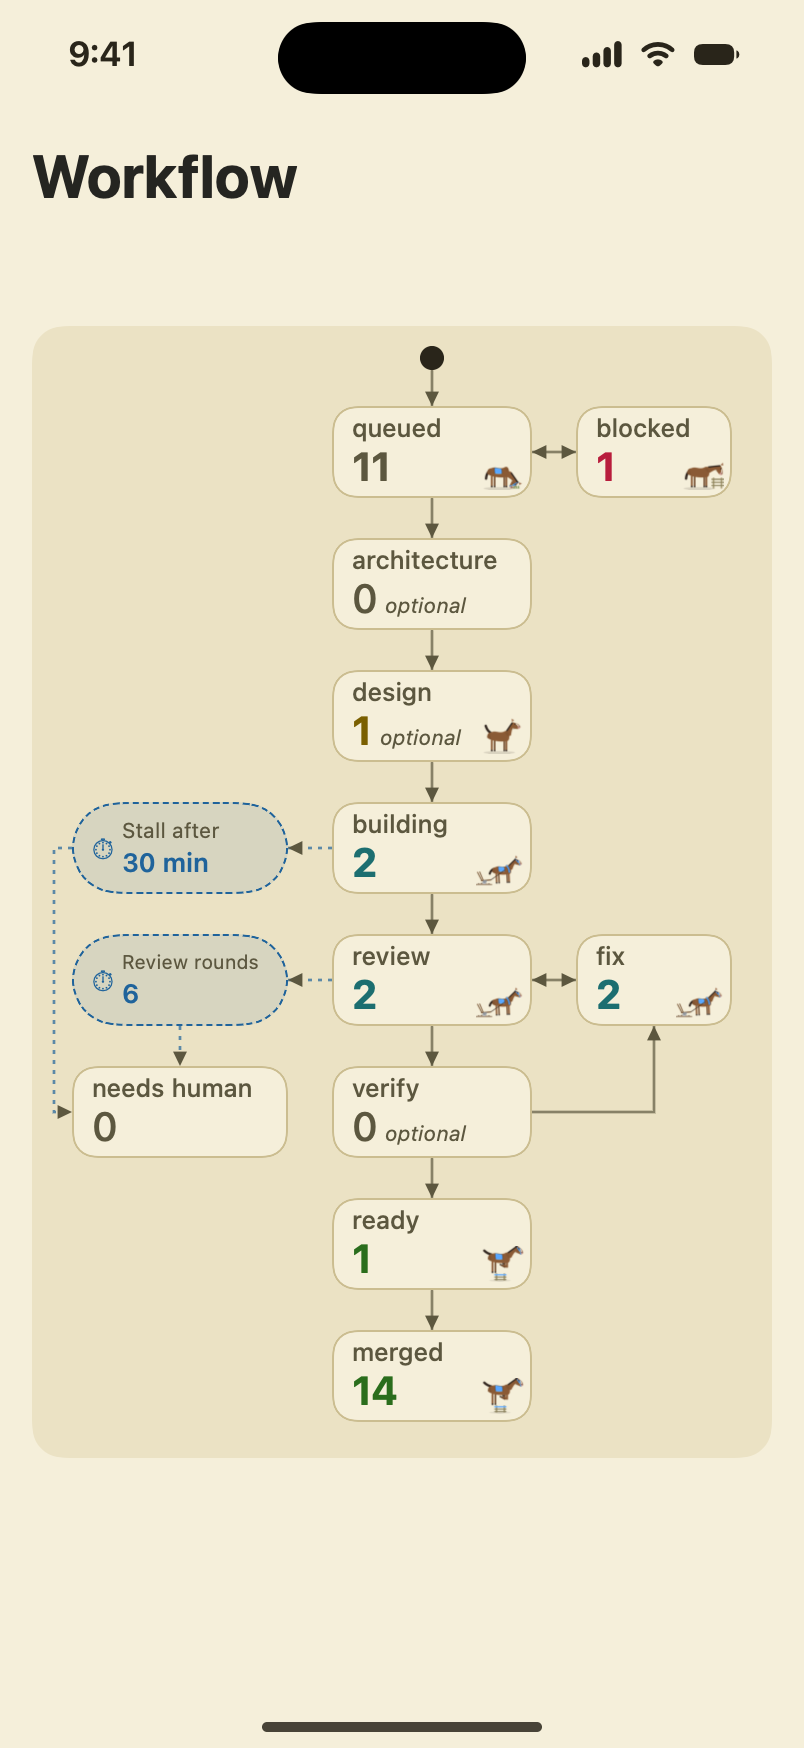 9:41
Workflow
queued
11
blocked
1
architecture
0 optional
design
1 optional
building
2
Stall after
30 min
review
2
Review rounds
6
fix
2
needs human
0
verify
0 optional
ready
1
merged
14